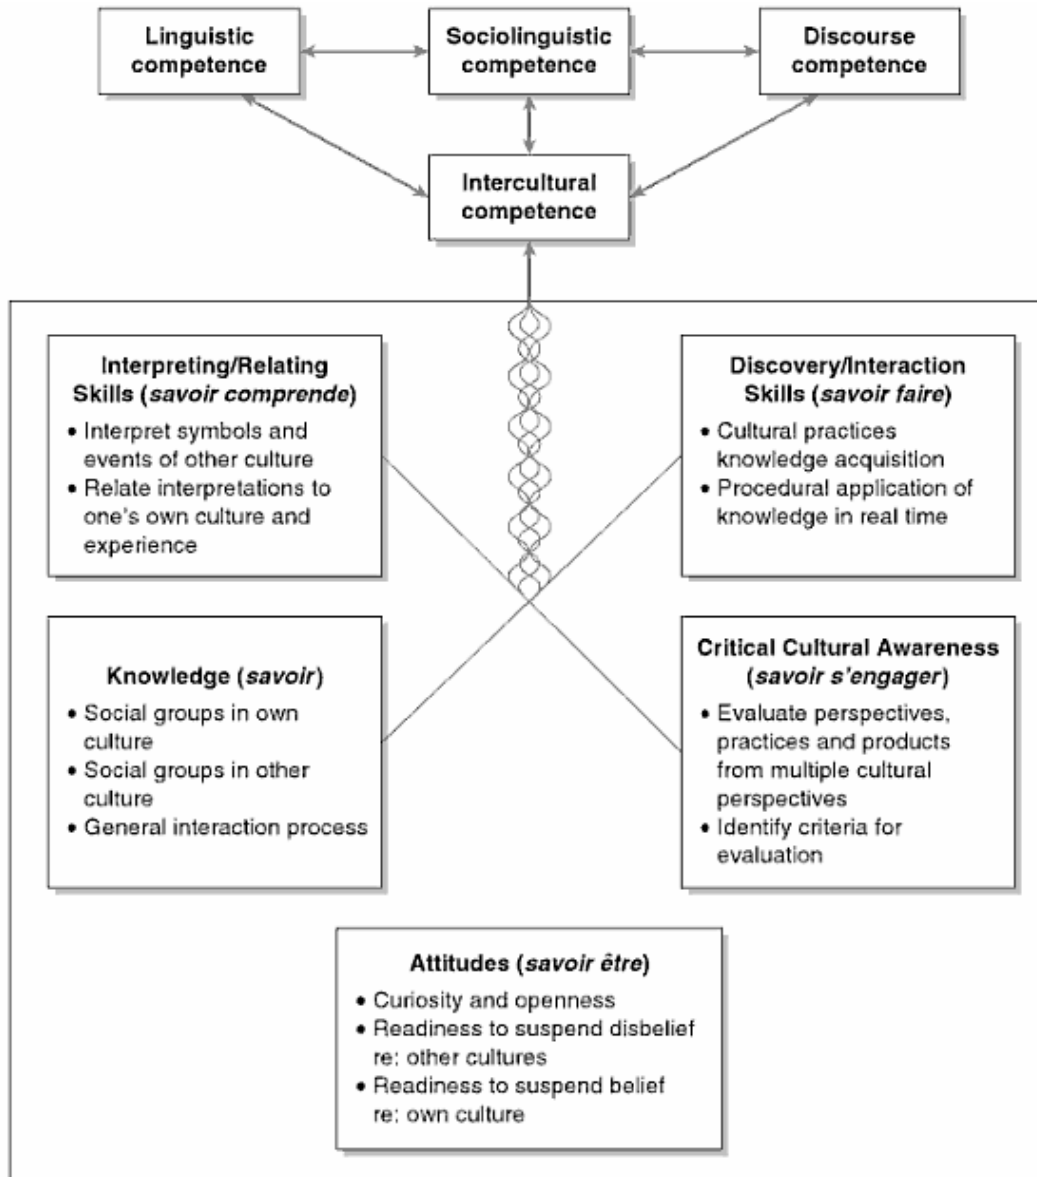 Linguistic
competence
Sociolinguistic
competence
Discourse
competence
Intercultural
competence
Interpreting/Relating
Skills (savoir comprende)
• Interpret symbols and
events of other culture
• Relate interpretations to
one's own culture and
experience
Discovery/Interaction
Skills (savoir faire)
• Cultural practices
knowledge acquisition
• Procedural application of
knowledge in real time
Knowledge (savoir)
• Social groups in own
culture
• Social groups in other
culture
• General interaction process
Critical Cultural Awareness
(savoir s'engager)
• Evaluate perspectives,
practices and products
from multiple cultural
perspectives
• Identify criteria for
evaluation
Attitudes (savoir être)
• Curiosity and openness
• Readiness to suspend disbelief
re: other cultures
• Readiness to suspend belief
re: own culture